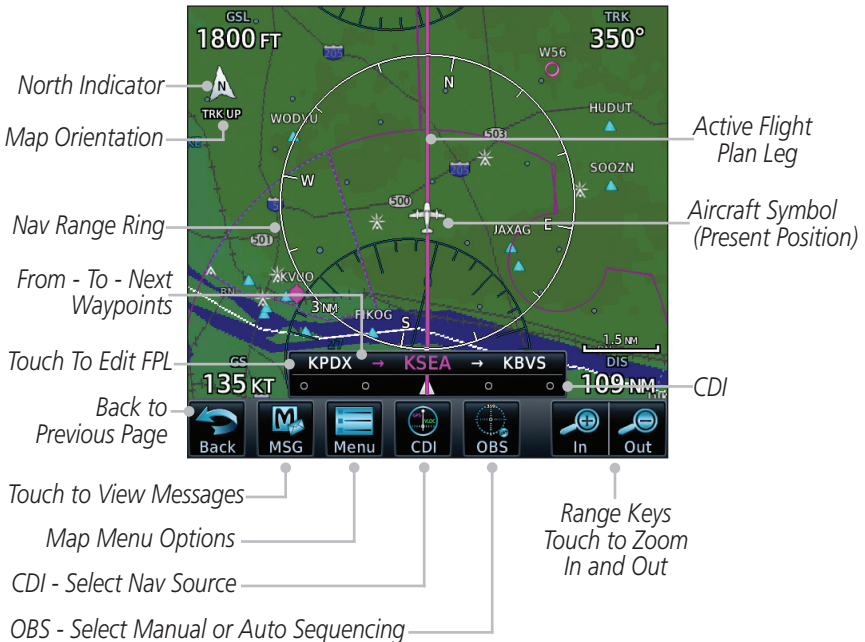 GSL
1800 FT
TRK
350°
W56
205
North Indicator
N
N
TRK UP
WODYU
HUDUT
Map Orientation
503
Active Flight
Plan Leg
205
SOOZN
W
500
Nav Range Ring
5
Aircraft Symbol
(Present Position)
JAXAG
E
501
From - To - Next
Waypoints
KVUO
3 NM
FIKOG
S
1.5 NM
Touch To Edit FPL
GS
135 KT
KPDX → KSEA → KBVS
DIS
109 NM
CDI
Back to
Previous Page
Back
MSG
Menu
CDI
OBS
In
Out
Touch to View Messages
Map Menu Options
CDI - Select Nav Source
OBS - Select Manual or Auto Sequencing
Range Keys
Touch to Zoom
In and Out